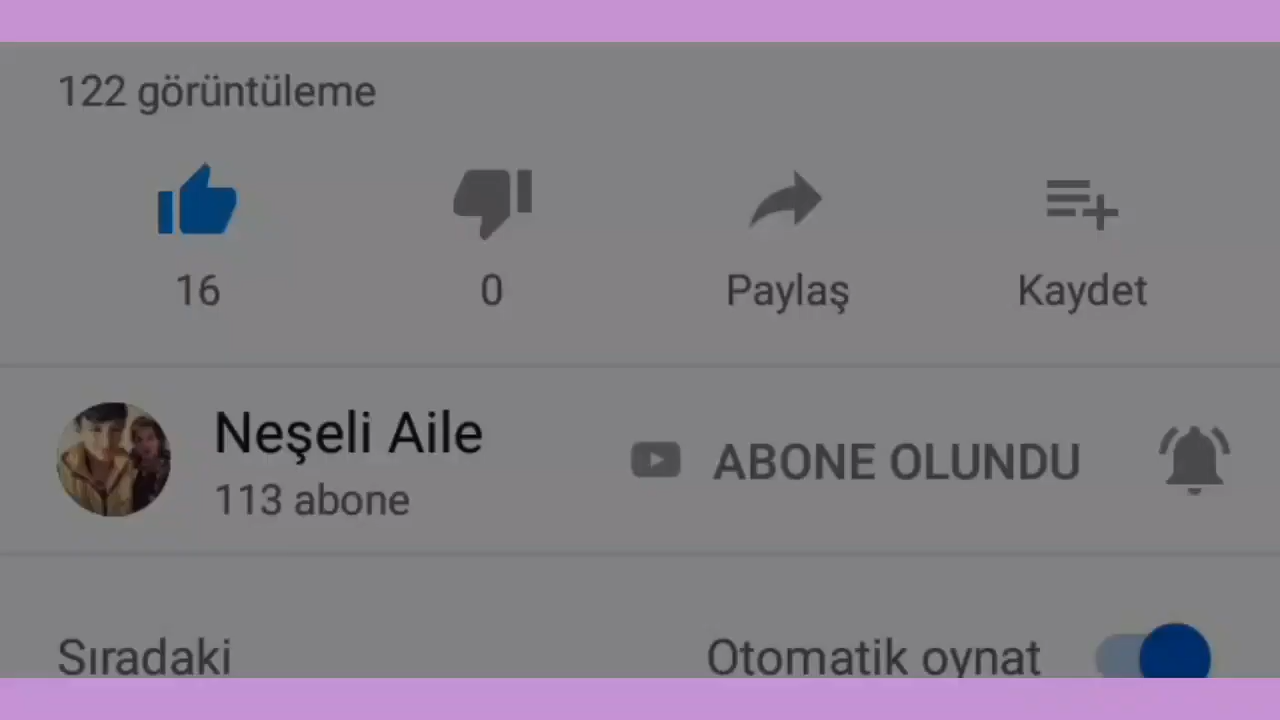 122 görüntüleme
16 0 Paylaş Kaydet
Neşeli Aile
113 abone
ABONE OLUNDU
Sıradaki Otomatik oynat